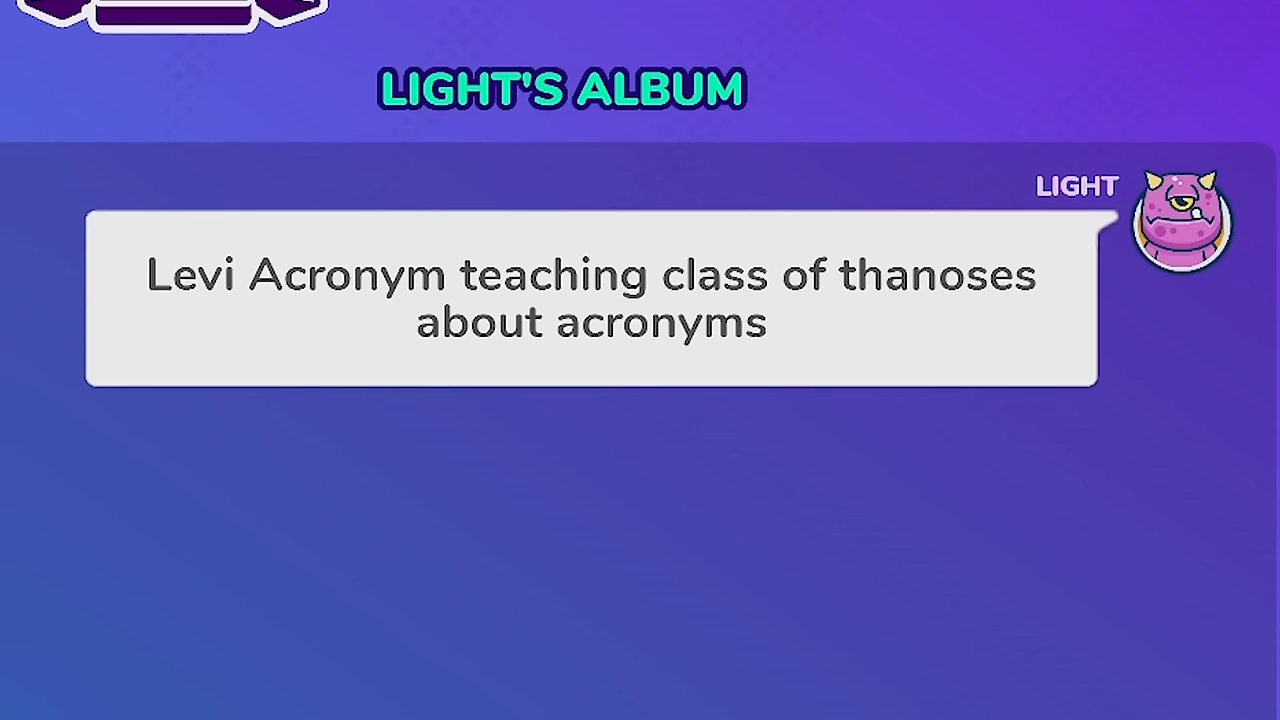 LIGHT'S ALBUM
LIGHT
Levi Acronym teaching class of thanoses
about acronyms